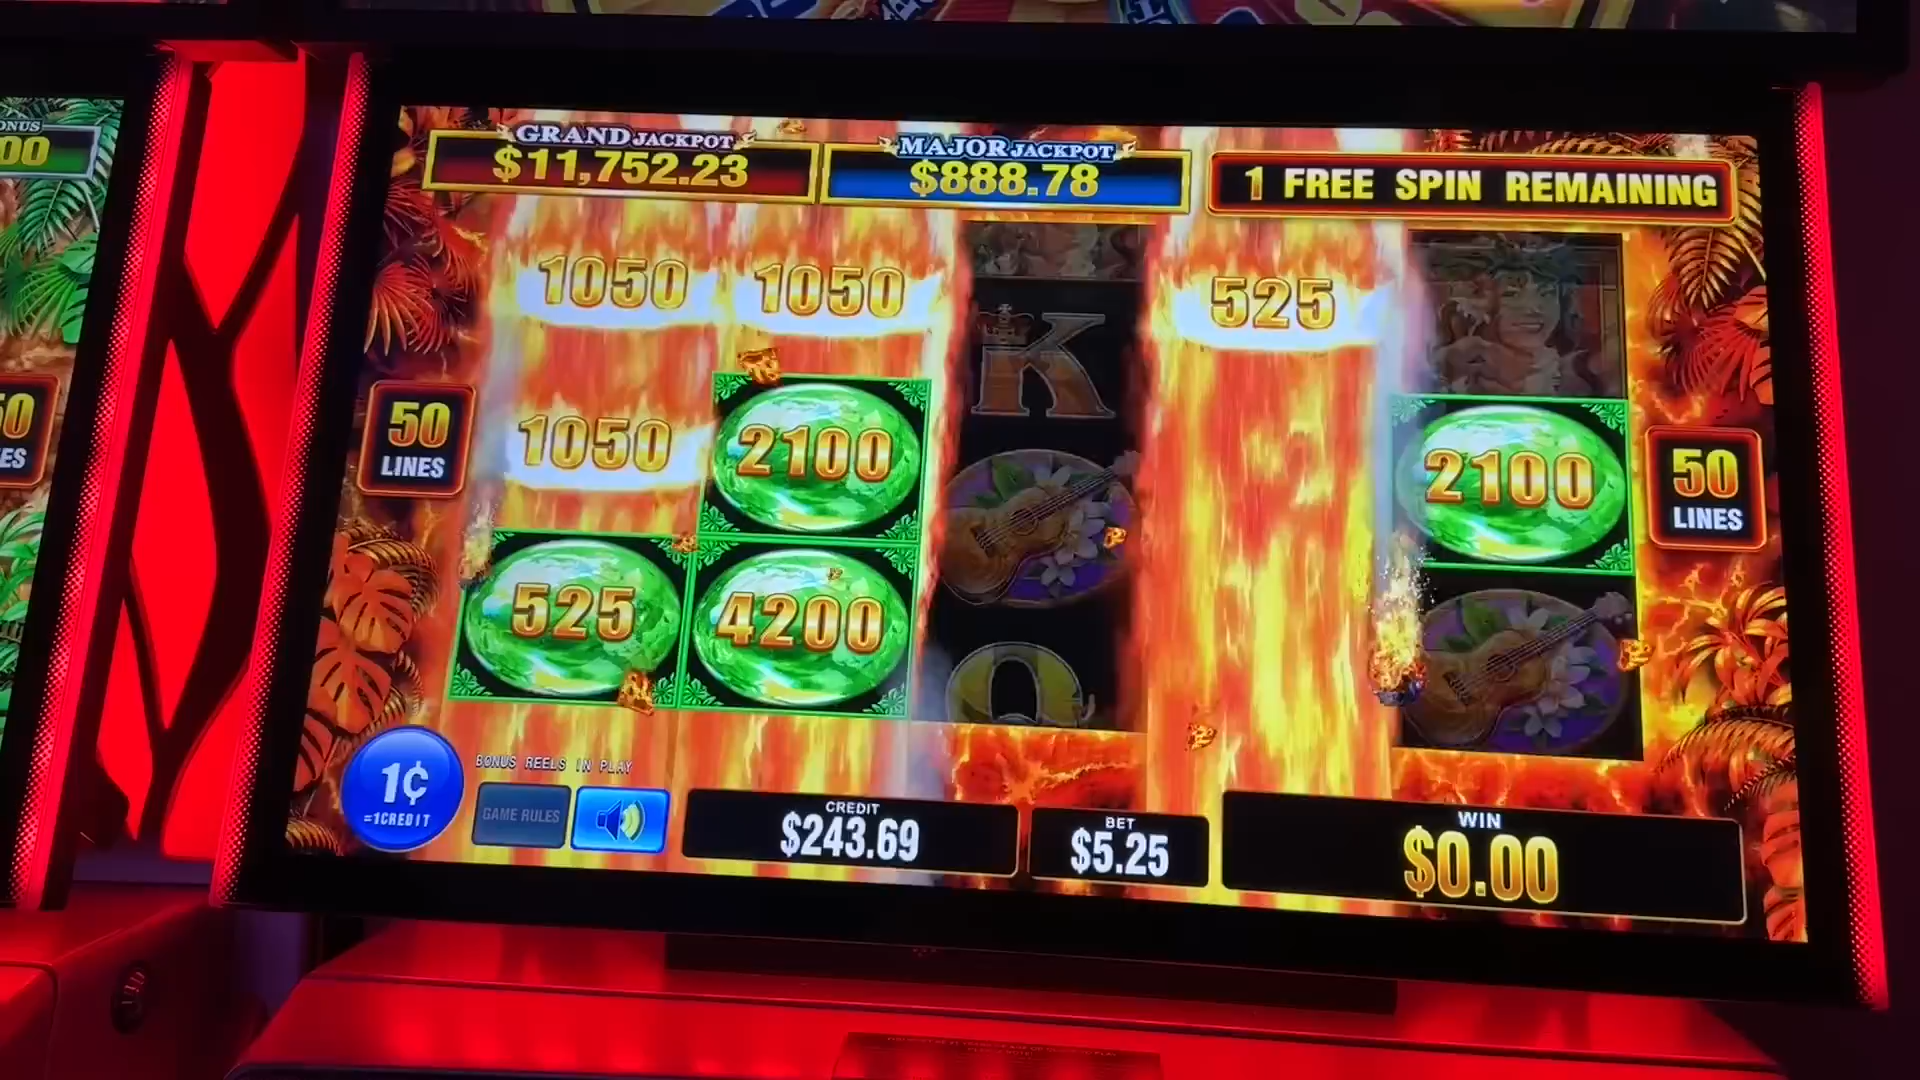 GRAND JACKPOT
$11,752.23
MAJOR JACKPOT
$888.78
1 FREE SPIN REMAINING
1050
1050
525
K
50
LINES
1050
2100
2100
50
LINES
525
4200
Q
1¢
=1CREDIT
BONUS REELS IN PLAY
GAME RULES
CREDIT
$243.69
BET
$5.25
WIN
$0.00